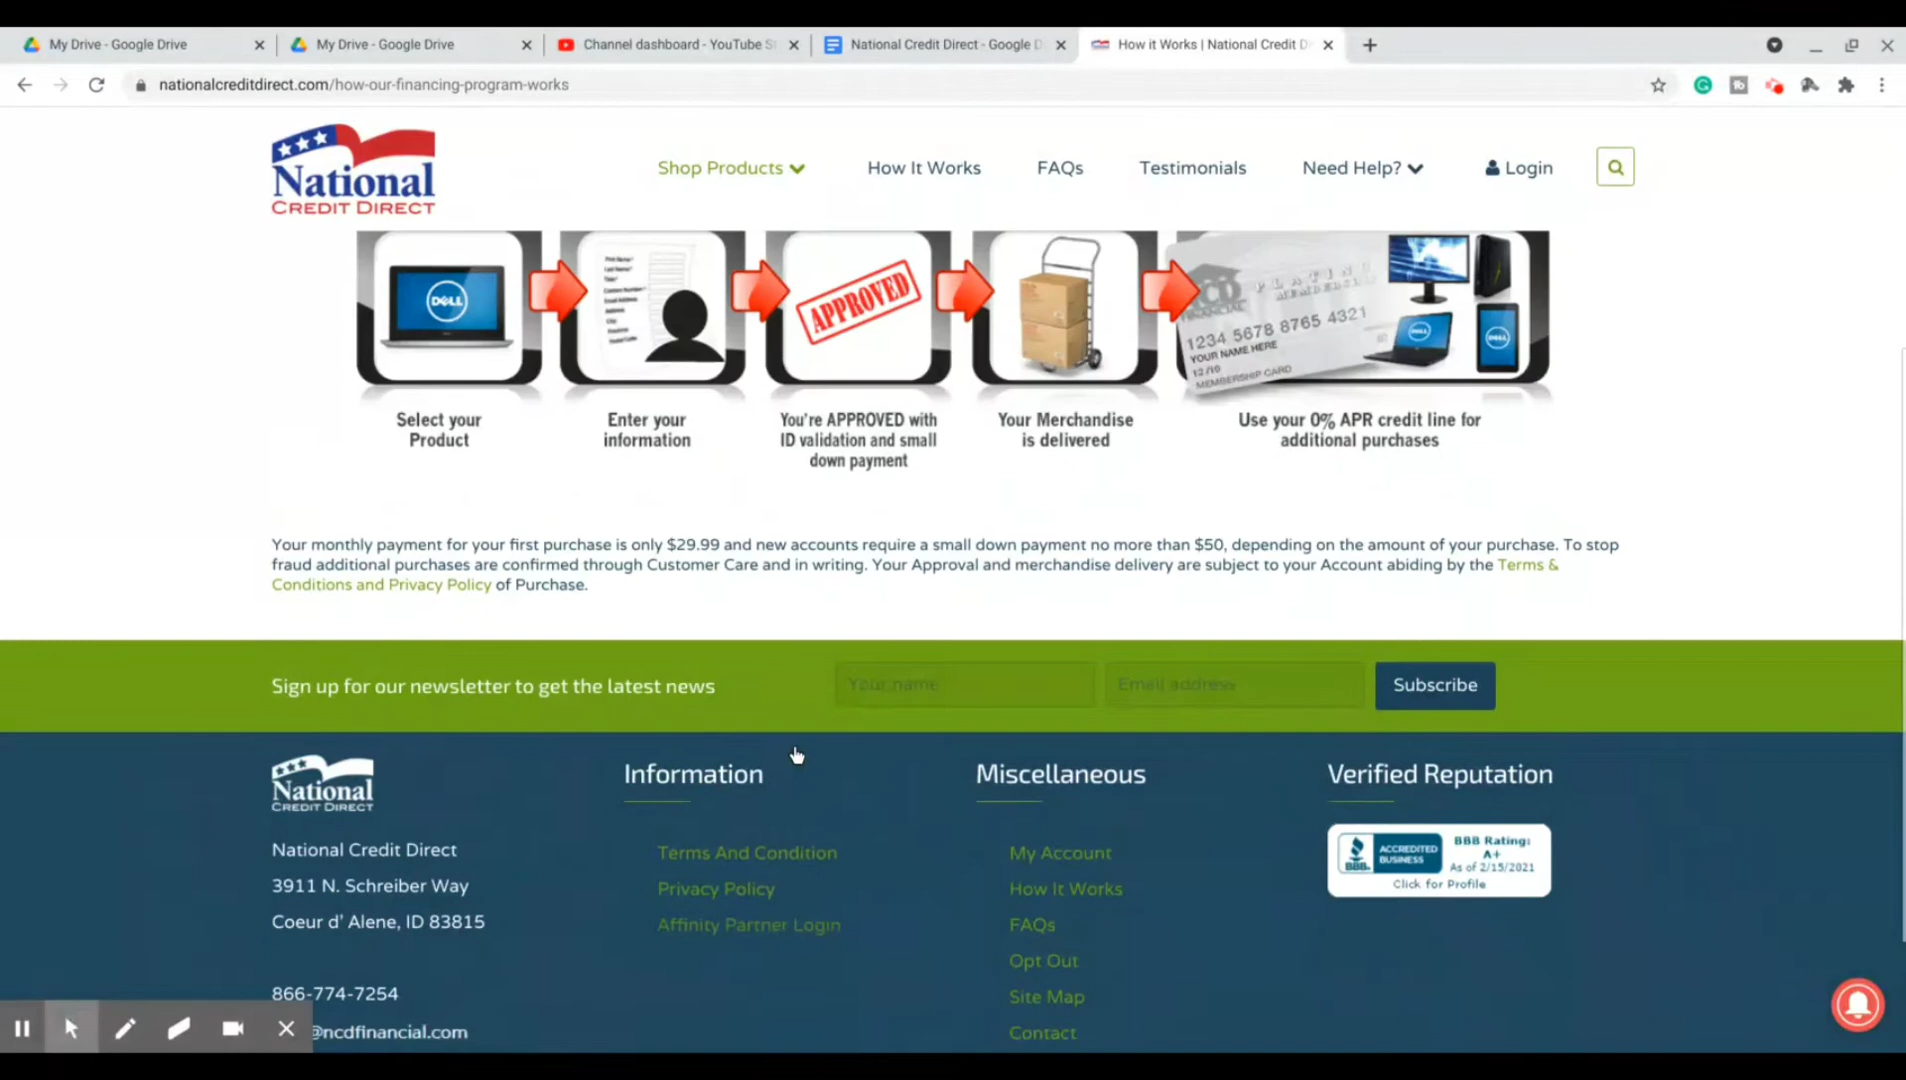 My Drive - Google Drive
My Drive - Google Drive
Channel dashboard - YouTube S
National Credit Direct - Google D
How it Works | National Credit D
nationalcreditdirect.com/how-our-financing-program-works
National
CREDIT DIRECT
Shop Products
How It Works
FAQs
Testimonials
Need Help?
Login
DELL
APPROVED
PLATINUM
1234 5678 8765 4321
YOUR NAME HERE
12/10
MEMBERSHIP CARD
DELL
DELL
Select your
Product
Enter your
information
You're APPROVED with
ID validation and small
down payment
Your Merchandise
is delivered
Use your 0% APR credit line for
additional purchases
Your monthly payment for your first purchase is only $29.99 and new accounts require a small down payment no more than $50, depending on the amount of your purchase. To stop
fraud additional purchases are confirmed through Customer Care and in writing. Your Approval and merchandise delivery are subject to your Account abiding by the Terms &
Conditions and Privacy Policy of Purchase.
Sign up for our newsletter to get the latest news
Your name
Email address
Subscribe
National
CREDIT DIRECT
National Credit Direct
3911 N. Schreiber Way
Coeur d' Alene, ID 83815
866-774-7254
@ncdfinancial.com
Information
Terms And Condition
Privacy Policy
Affinity Partner Login
Miscellaneous
My Account
How It Works
FAQs
Opt Out
Site Map
Contact
Verified Reputation
BBB.
ACCREDITED
BUSINESS
BBB Rating:
A+
As of 2/15/2021
Click for Profile